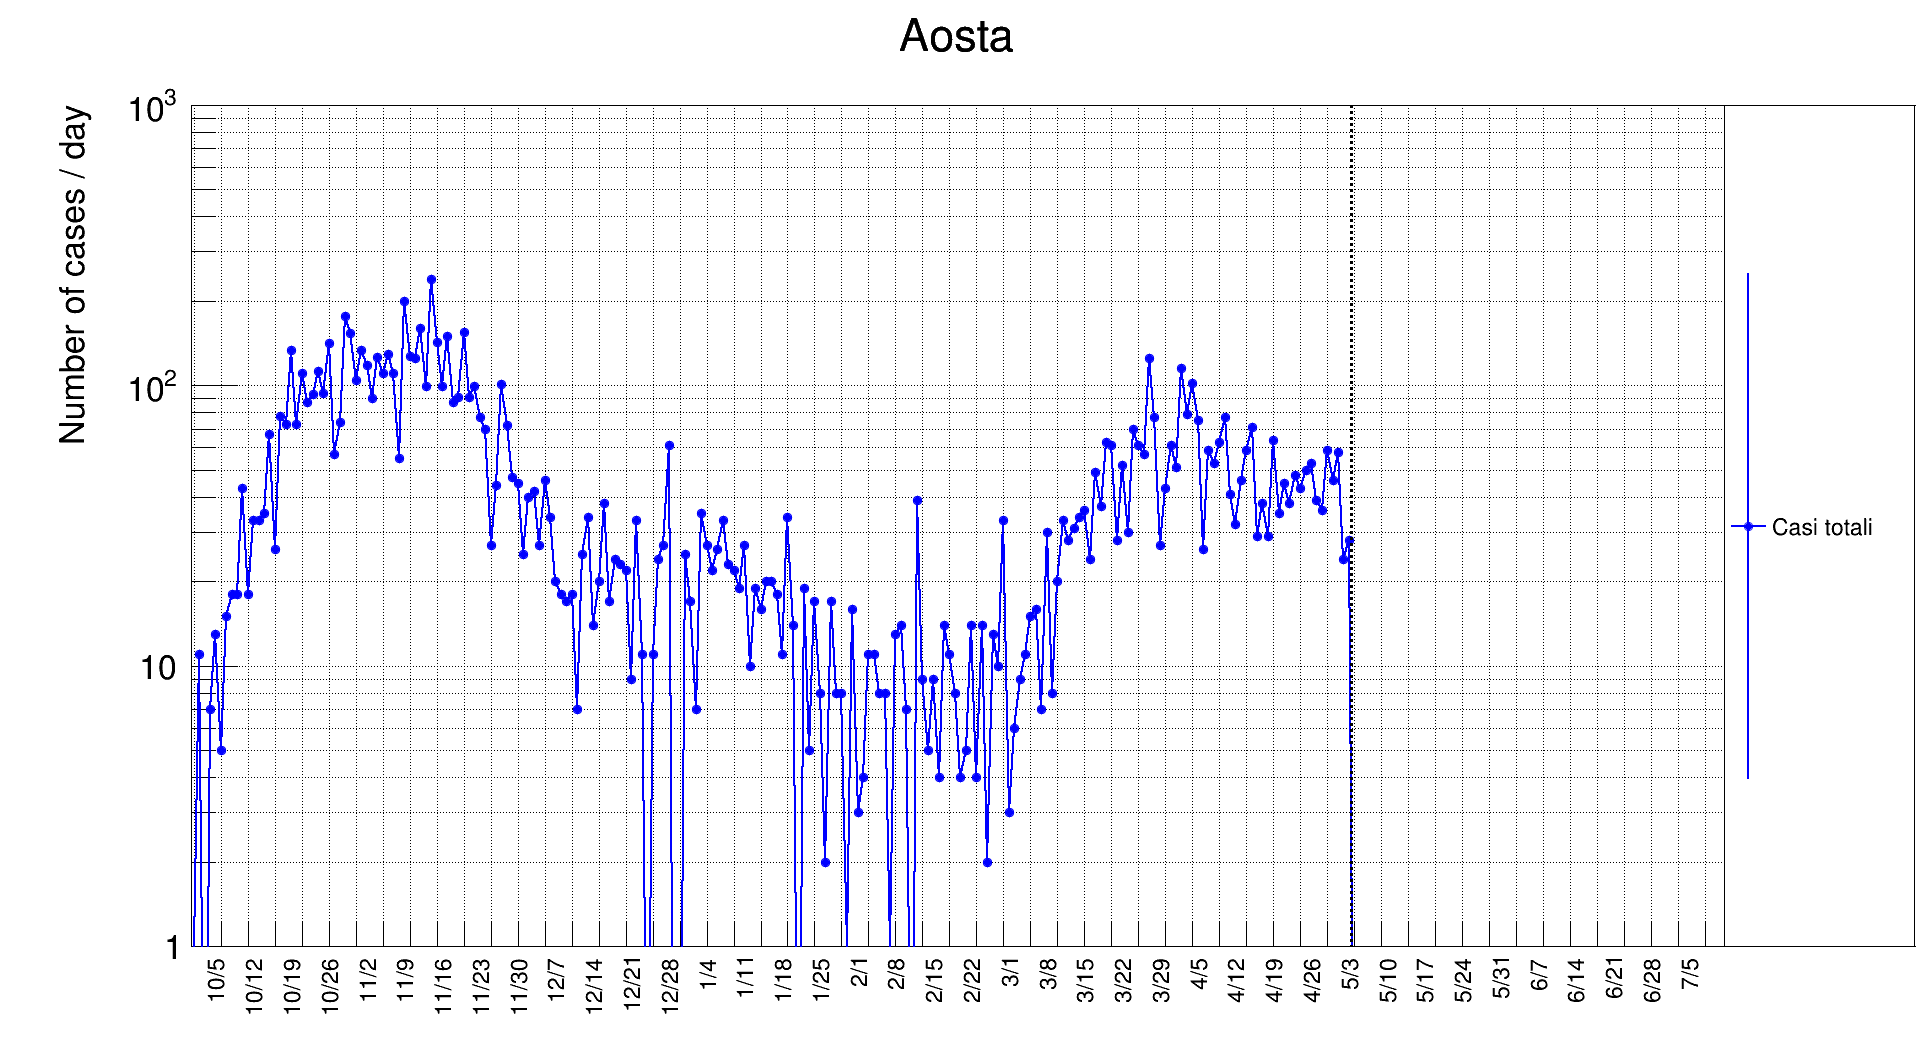 Aosta
Number of cases / day
10³
10²
10
1
10/5 10/12 10/19 10/26 11/2 11/9 11/16 11/23 11/30 12/7 12/14 12/21 12/28 1/4 1/11 1/18 1/25 2/1 2/8 2/15 2/22 3/1 3/8 3/15 3/22 3/29 4/5 4/12 4/19 4/26 5/3 5/10 5/17 5/24 5/31 6/7 6/14 6/21 6/28 7/5
Casi totali